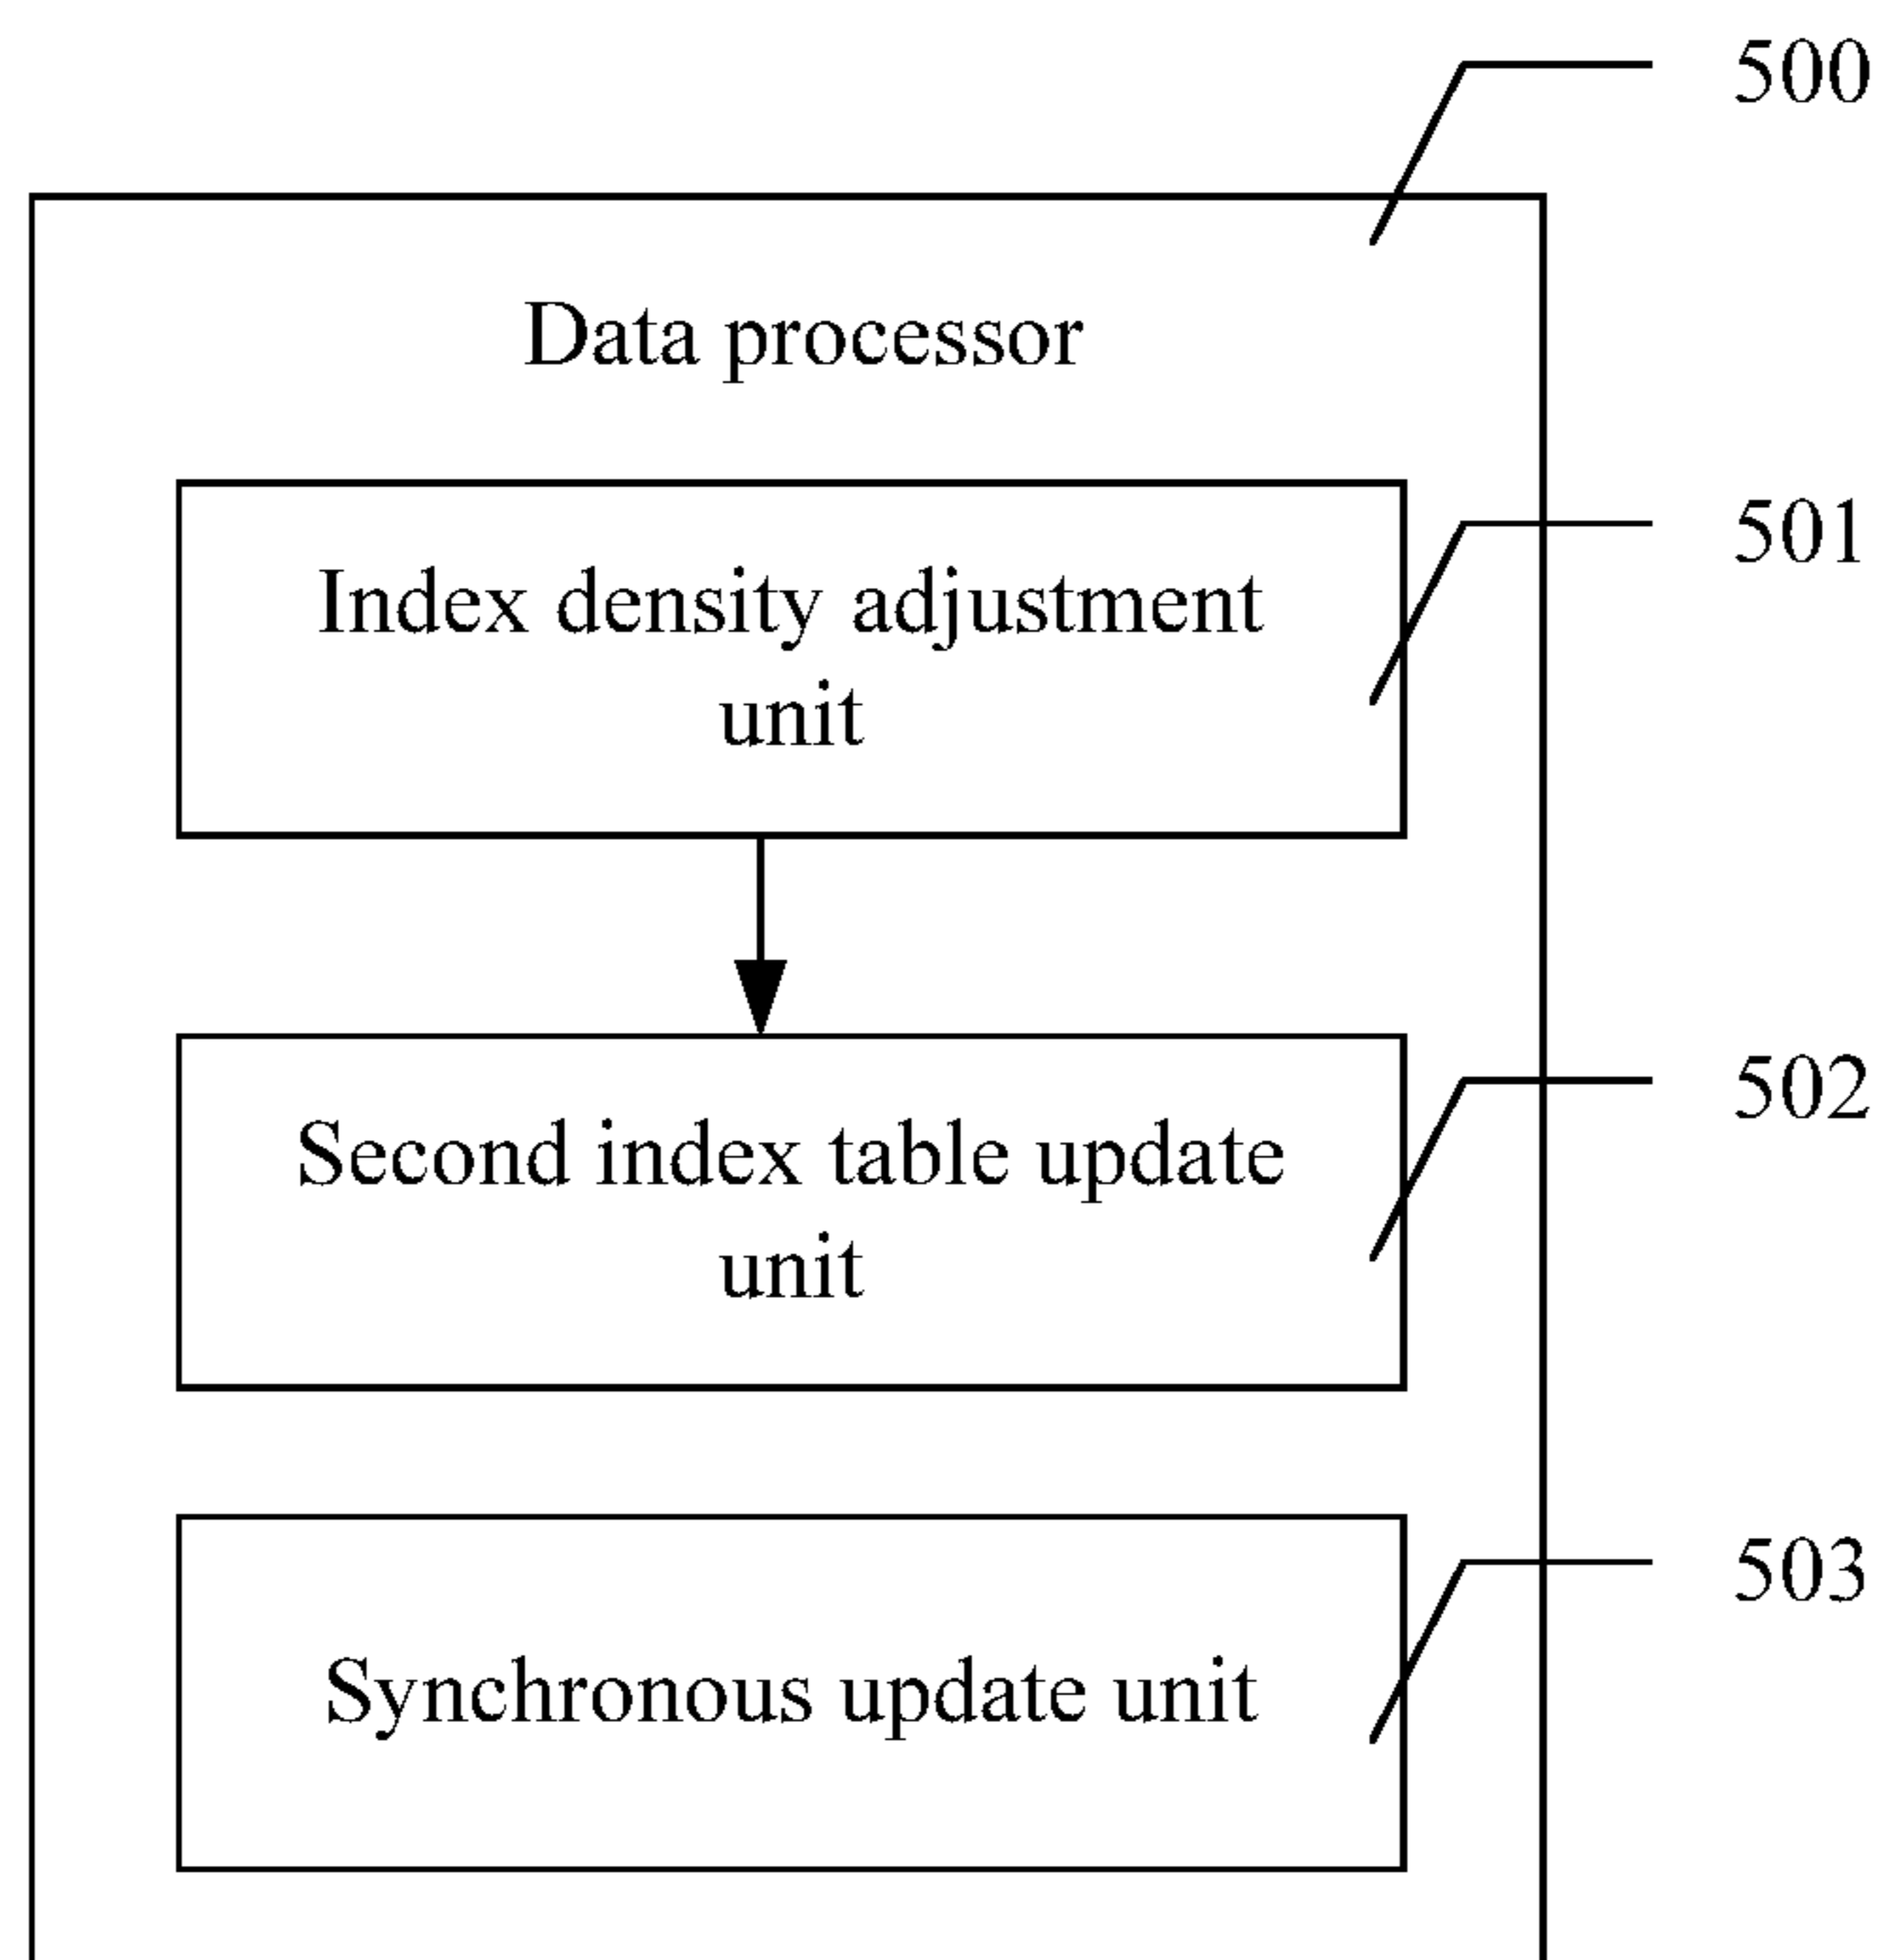 500
Data processor
501
Index density adjustment
unit
502
Second index table update
unit
503
Synchronous update unit